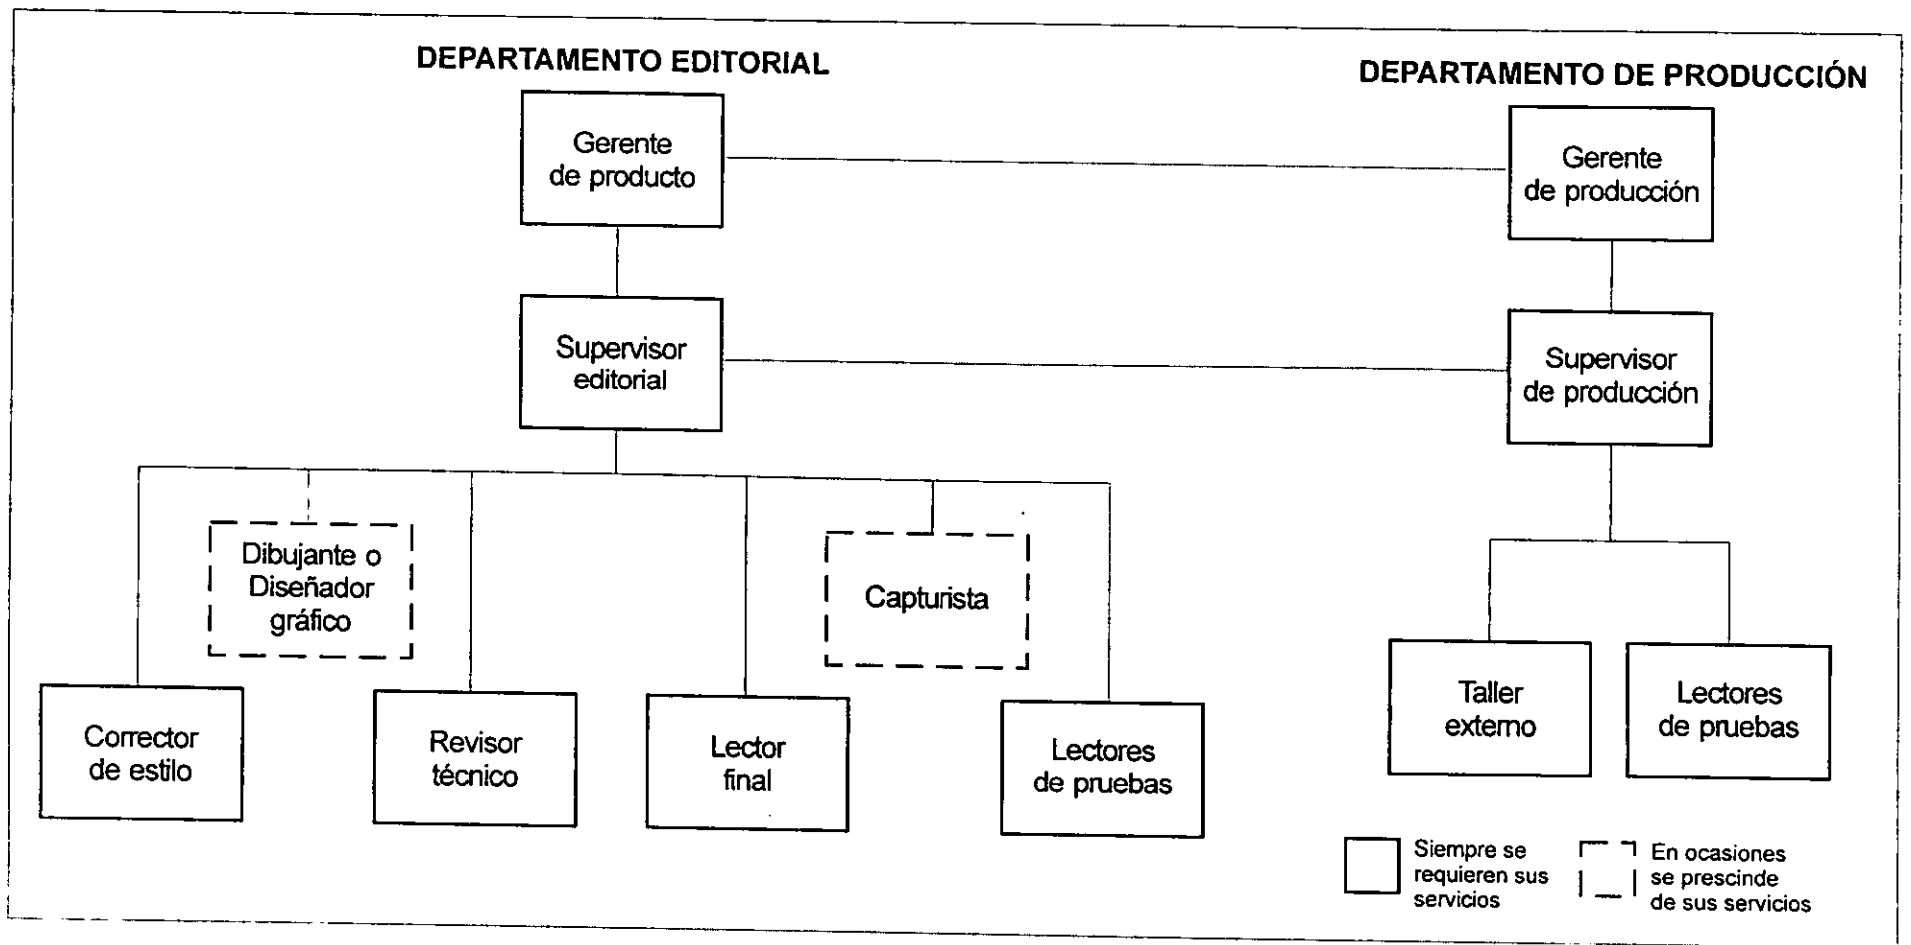 DEPARTAMENTO EDITORIAL
DEPARTAMENTO DE PRODUCCIÓN
Gerente
de producto
Gerente
de producción
Supervisor
editorial
Supervisor
de producción
Dibujante o
Diseñador
gráfico
Capturista
Corrector
de estilo
Revisor
técnico
Lector
final
Lectores
de pruebas
Taller
externo
Lectores
de pruebas
Siempre se
requieren sus
servicios
En ocasiones
se prescinde
de sus servicios